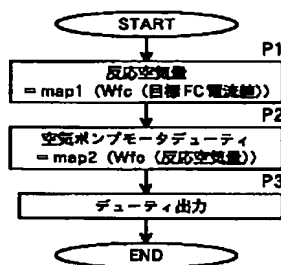 START
P1
反応空気量
= map1 (Wfc (目標FC電流値))
P2
空気ポンプモータデューティ
= map2 (Wfc (反応空気量))
P3
デューティ出力
END